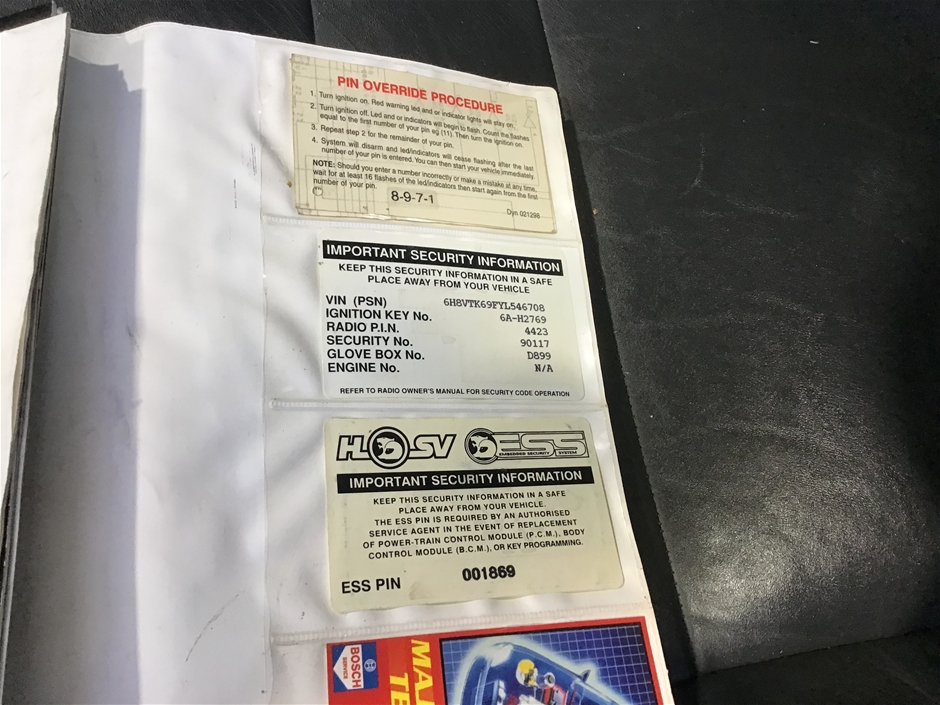 PIN OVERRIDE PROCEDURE
1. Turn ignition on. Red warning led and or indicator lights will stay on.
2. Turn ignition off. Led and or indicators will begin to flash. Count the flashes
equal to the first number of your pin eg (11). Then turn the ignition on.
3. Repeat step 2 for the remainder of your pin.
4. System will disarm and led/indicators will cease flashing after the last
number of your pin is entered. You can then start your vehicle immediately.
NOTE: Should you enter a number incorrectly or make a mistake at any time,
wait for at least 16 flashes of the led/indicators then start again from the first
number of your pin.
8-9-7-1
Dyn 021298
IMPORTANT SECURITY INFORMATION
KEEP THIS SECURITY INFORMATION IN A SAFE
PLACE AWAY FROM YOUR VEHICLE
VIN (PSN) 6H8VTK69FYL546708
IGNITION KEY No. 6A-H2769
RADIO P.I.N. 4423
SECURITY No. 90117
GLOVE BOX No. D899
ENGINE No. N/A
REFER TO RADIO OWNER'S MANUAL FOR SECURITY CODE OPERATION
HSV ESS
EMBEDDED SECURITY SYSTEM
IMPORTANT SECURITY INFORMATION
KEEP THIS SECURITY INFORMATION IN A SAFE
PLACE AWAY FROM YOUR VEHICLE.
THE ESS PIN IS REQUIRED BY AN AUTHORISED
SERVICE AGENT IN THE EVENT OF REPLACEMENT
OF POWER-TRAIN CONTROL MODULE (P.C.M.), BODY
CONTROL MODULE (B.C.M.), OR KEY PROGRAMMING.
ESS PIN 001869
BOSCH
SERVICE
MAJ
TE